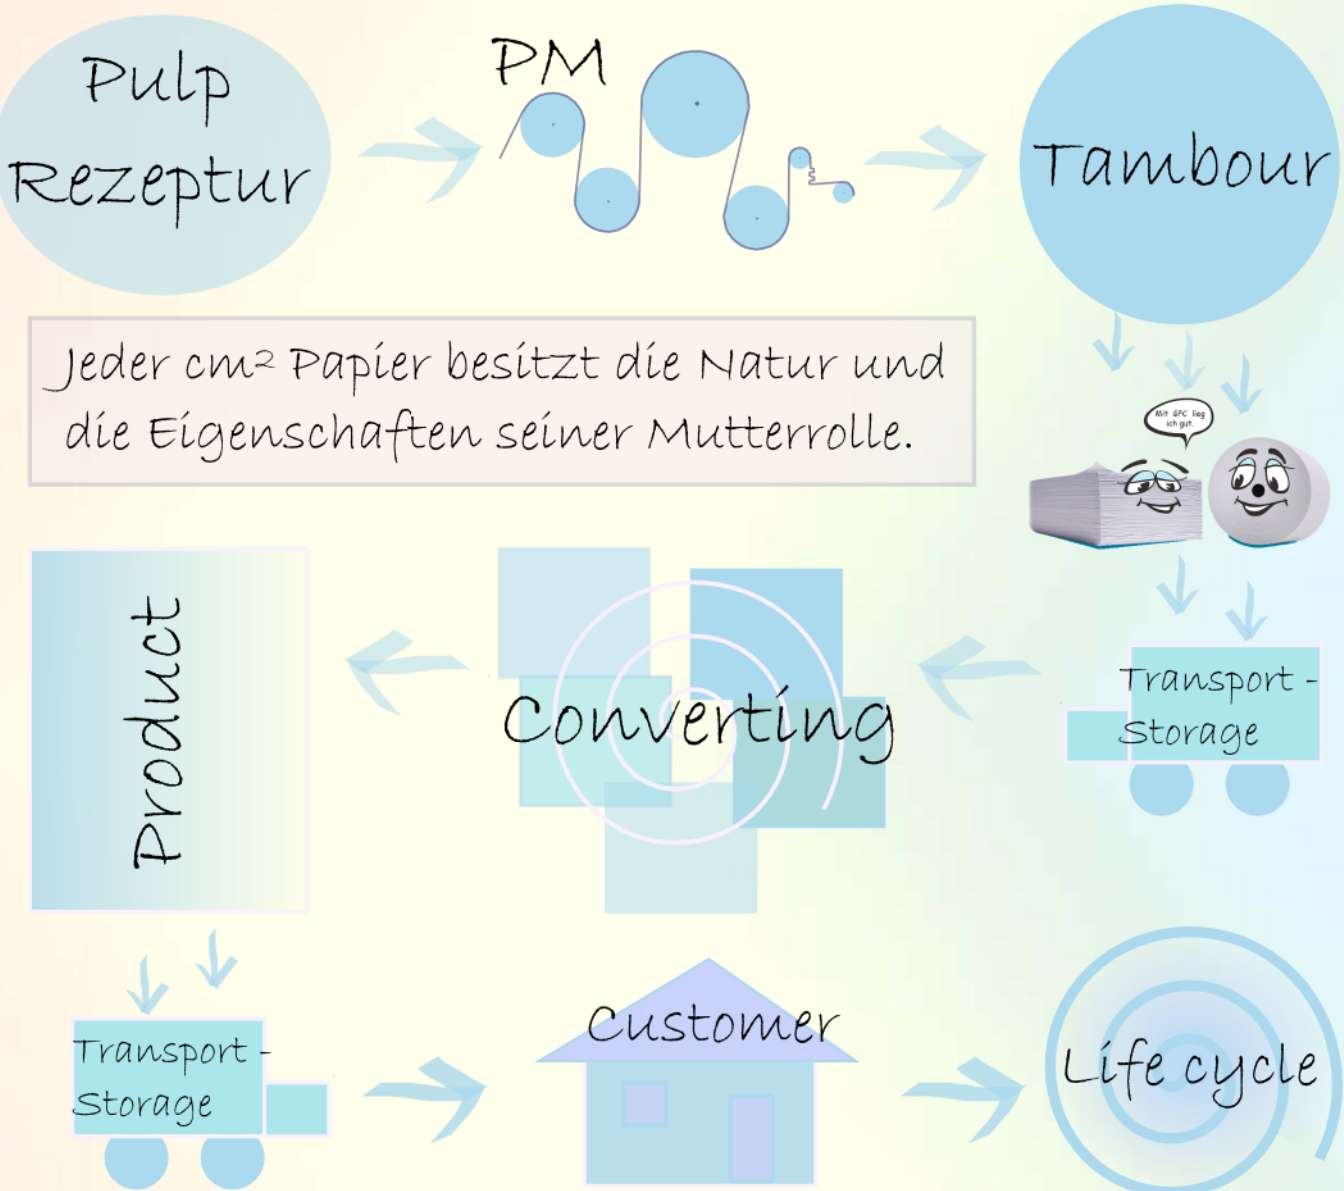 Pulp
Rezeptur
PM
Tambour
Jeder cm2 Papier besitzt die Natur und
die Eigenschaften seiner Mutterrolle.
Mit GPC lieg
ich gut.
Transport -
Storage
Converting
Product
Transport -
Storage
Customer
Life cycle